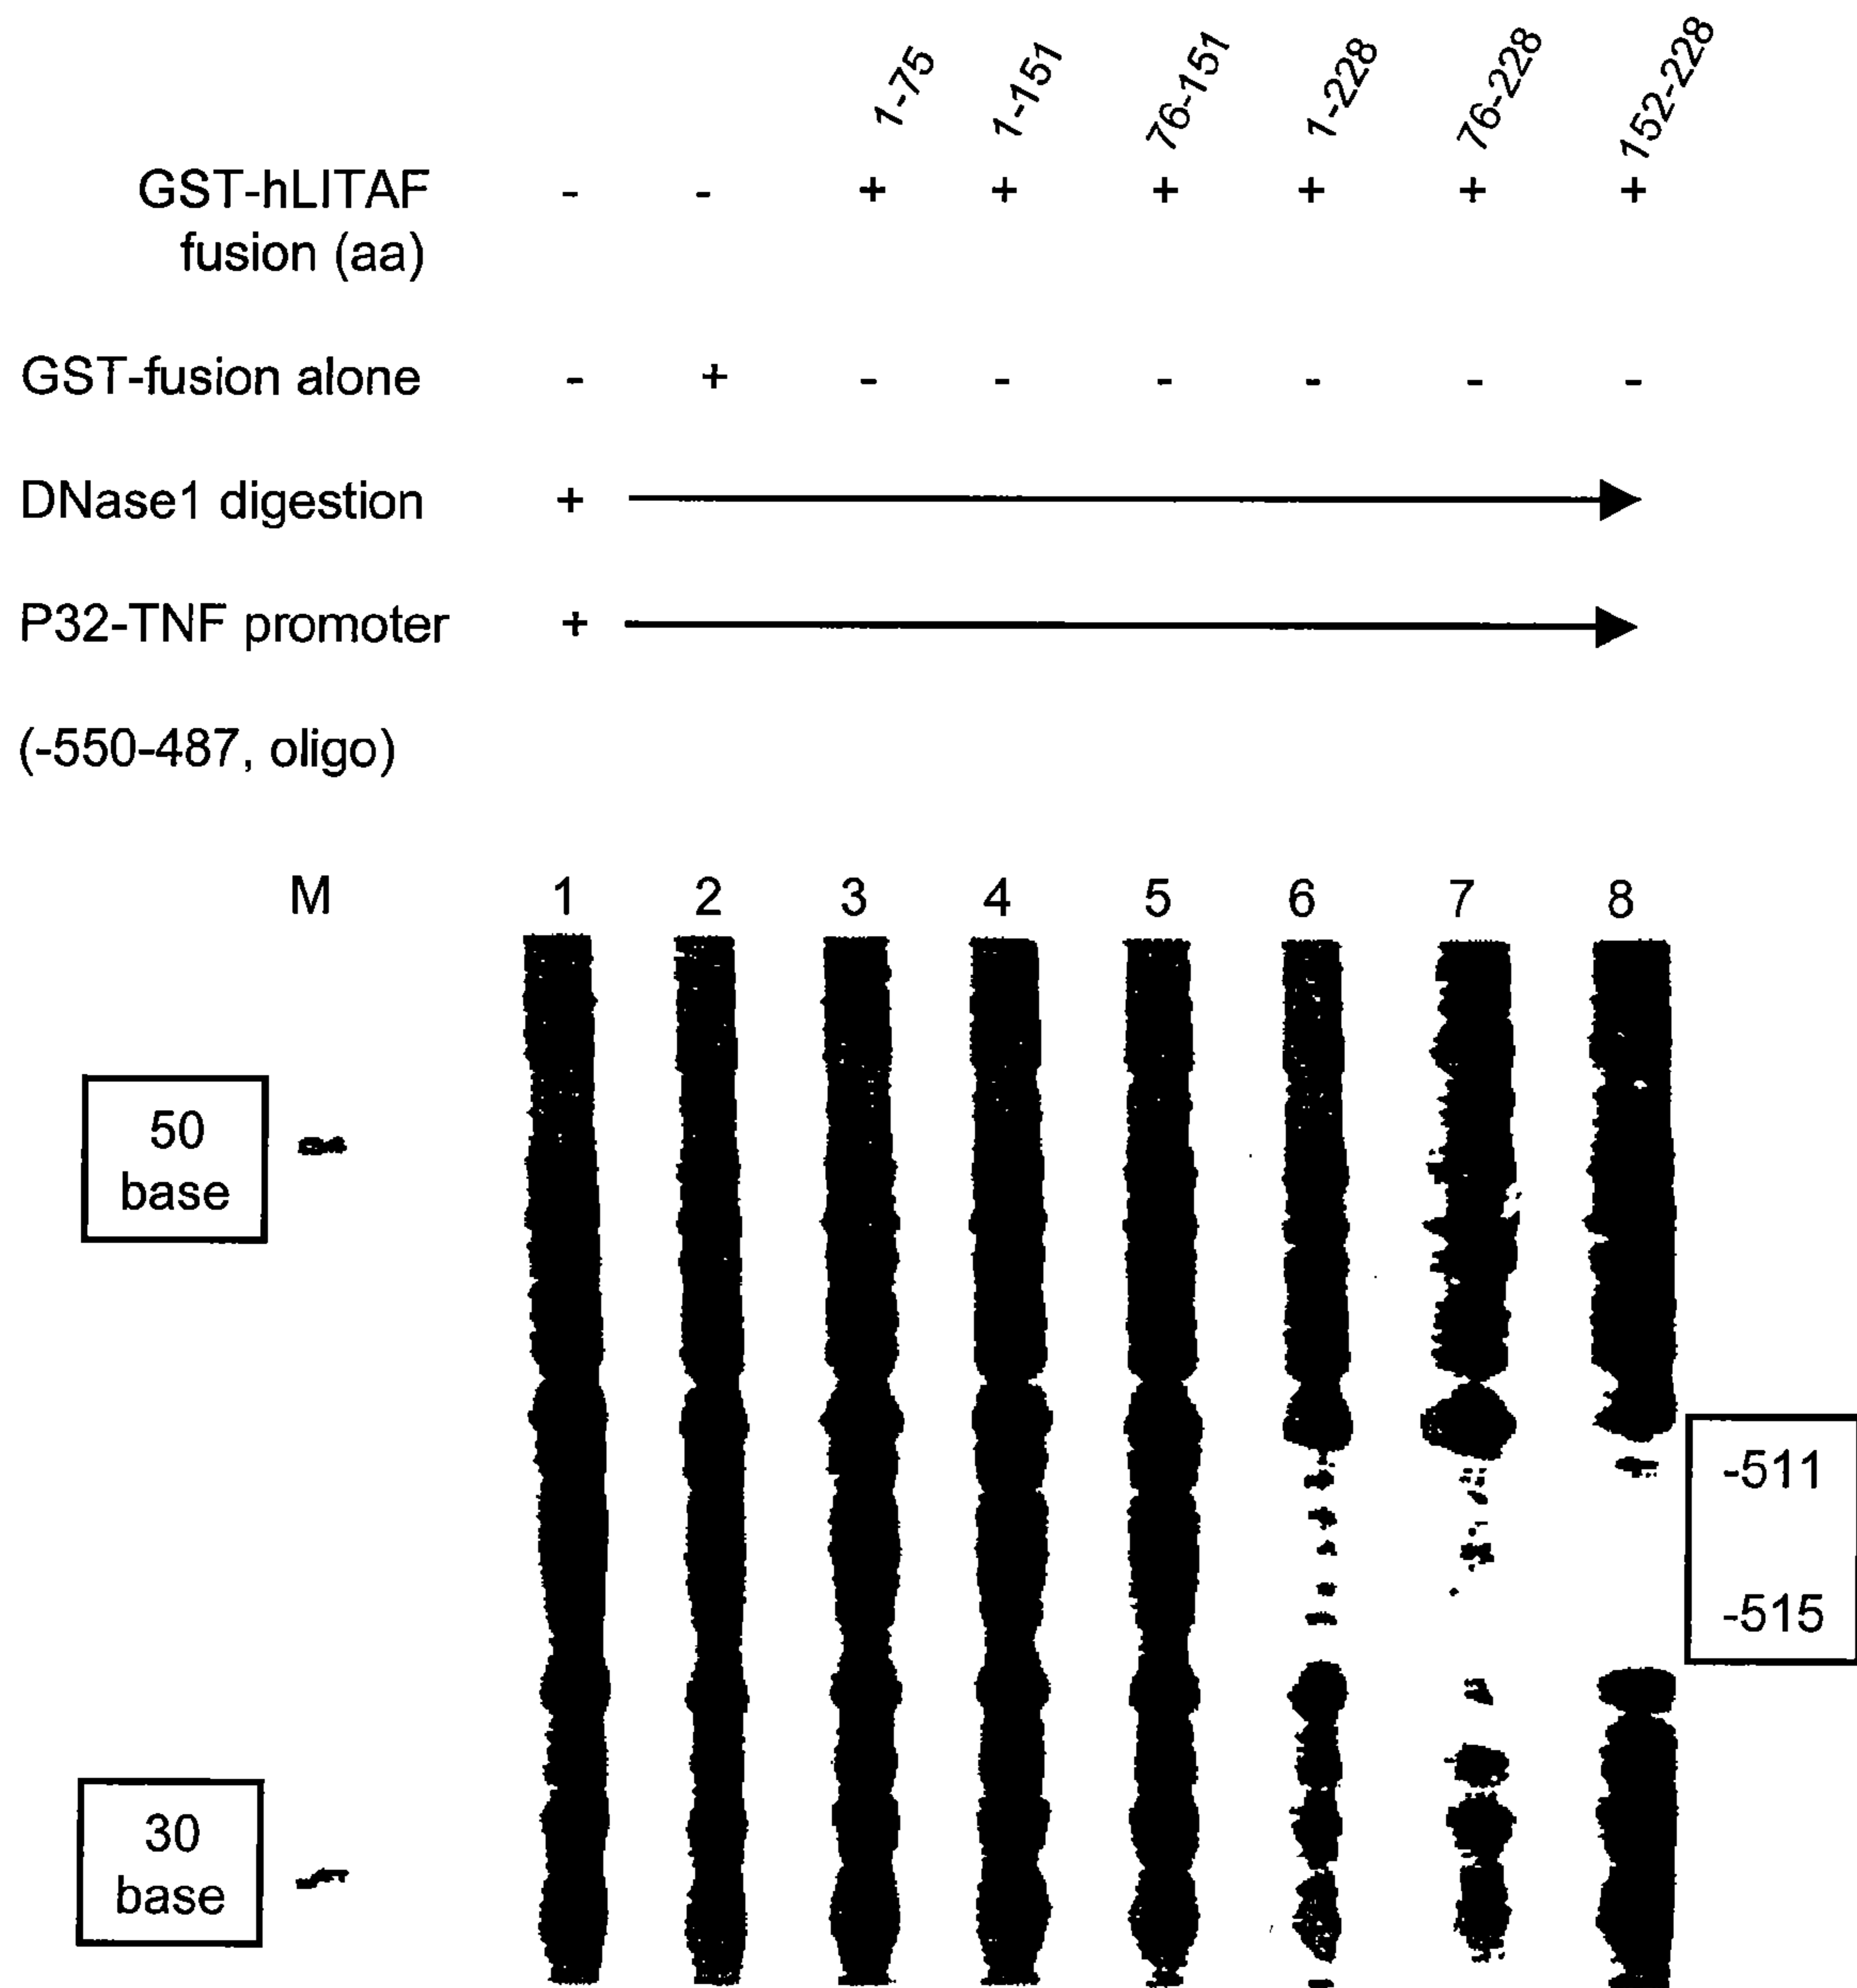 1-75 1-151 76-151 1-228 76-228 152-228
GST-hLITAF - - + + + + + +
fusion (aa)
GST-fusion alone - + - - - - - -
DNase1 digestion +
P32-TNF promoter +
(-550-487, oligo)
M 1 2 3 4 5 6 7 8
50
base
-511
-515
30
base